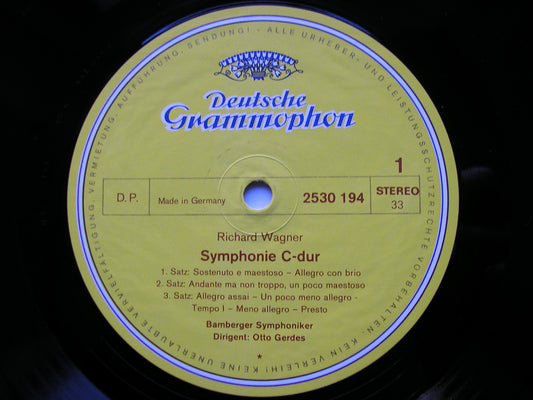 VERMIETUNG, AUFFÜHRUNG, SENDUNG! - ALLE URHEBER- UND LEISTUNGSSCHUTZRECHTE VORBEHALTEN · KEIN VERLEIH! KEINE UNERLAUBTE VERVIELFÄLTIGUNG,
Deutsche
Grammophon
1
D. P.
Made in Germany
2530 194
STEREO
33
Richard Wagner
Symphonie C-dur
1. Satz: Sostenuto e maestoso – Allegro con brio
2. Satz: Andante ma non troppo, un poco maestoso
3. Satz: Allegro assai – Un poco meno allegro -
Tempo I – Meno allegro – Presto
Bamberger Symphoniker
Dirigent: Otto Gerdes
*